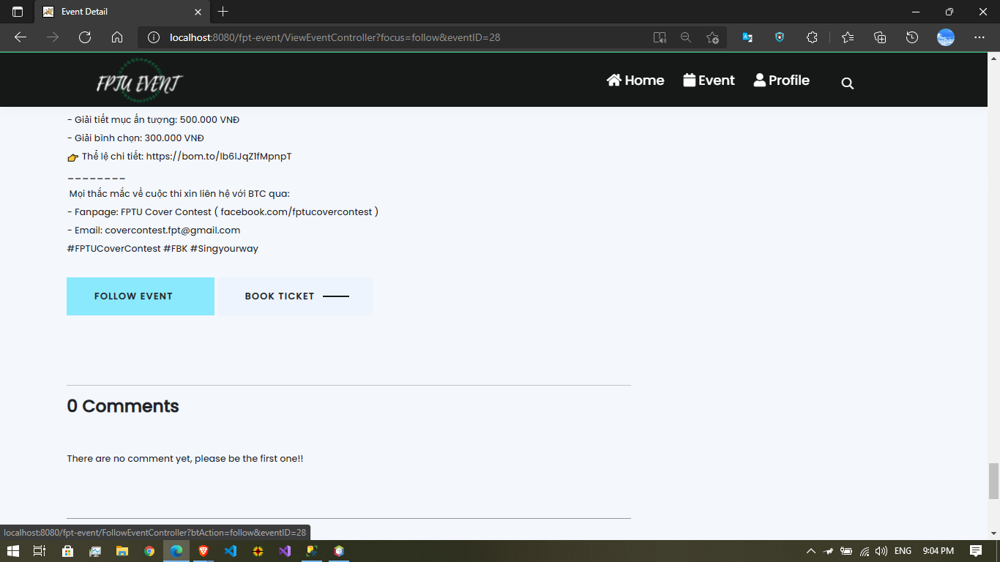 Event Detail
localhost:8080/fpt-event/ViewEventController?focus=follow&eventID=28
FPTU EVENT
Home
Event
Profile
- Giải tiết mục ấn tượng: 500.000 VNĐ
- Giải bình chọn: 300.000 VNĐ
👉 Thể lệ chi tiết: https://bom.to/Ib6IJqZ1fMpnpT
________
Mọi thắc mắc về cuộc thi xin liên hệ với BTC qua:
- Fanpage: FPTU Cover Contest ( facebook.com/fptucovercontest )
- Email: covercontest.fpt@gmail.com
#FPTUCoverContest #FBK #Singyourway
FOLLOW EVENT
BOOK TICKET
0 Comments
There are no comment yet, please be the first one!!
localhost:8080/fpt-event/FollowEventController?btAction=follow&eventID=28
ENG
9:04 PM